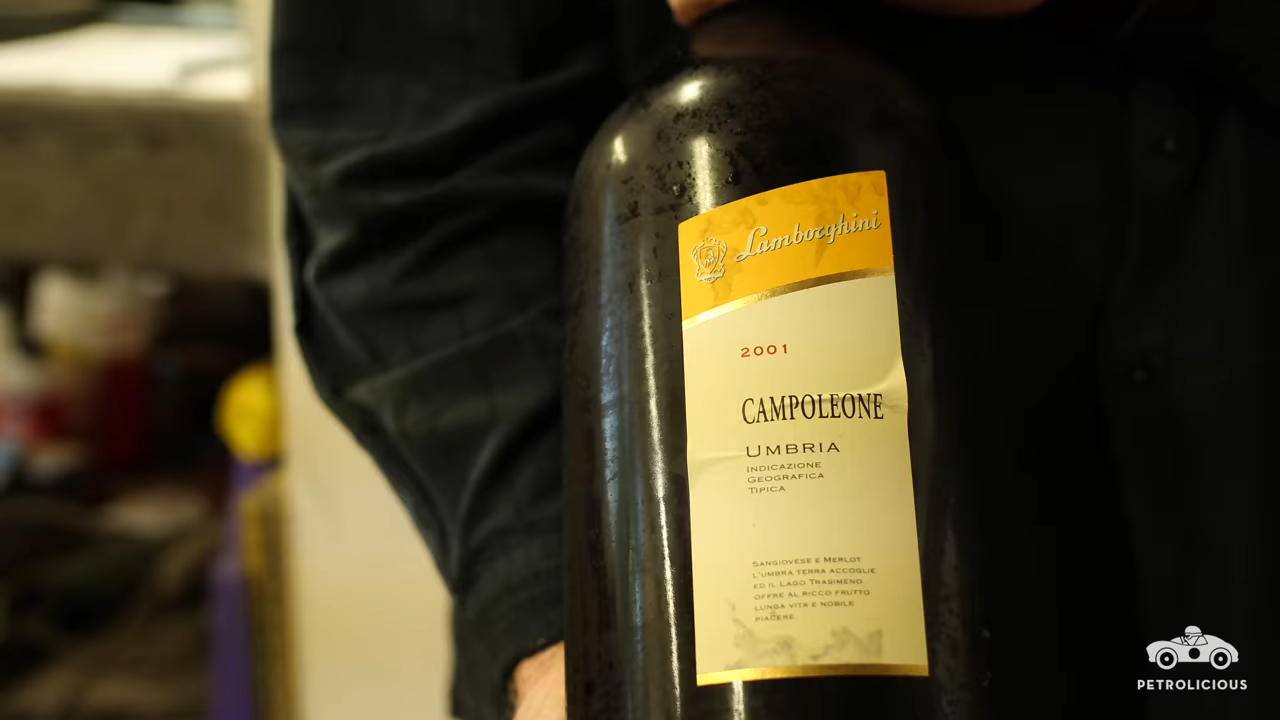 Lamborghini
2001
CAMPOLEONE
UMBRIA
INDICAZIONE
GEOGRAFICA
TIPICA
SANGIOVESE E MERLOT
L'UMBRA TERRA ACCOGLIE
ED IL LAGO TRASIMENO
OFFRE AL RICCO FRUTTO
LUNGA VITA E NOBILE
PIACERE
PETROLICIOUS